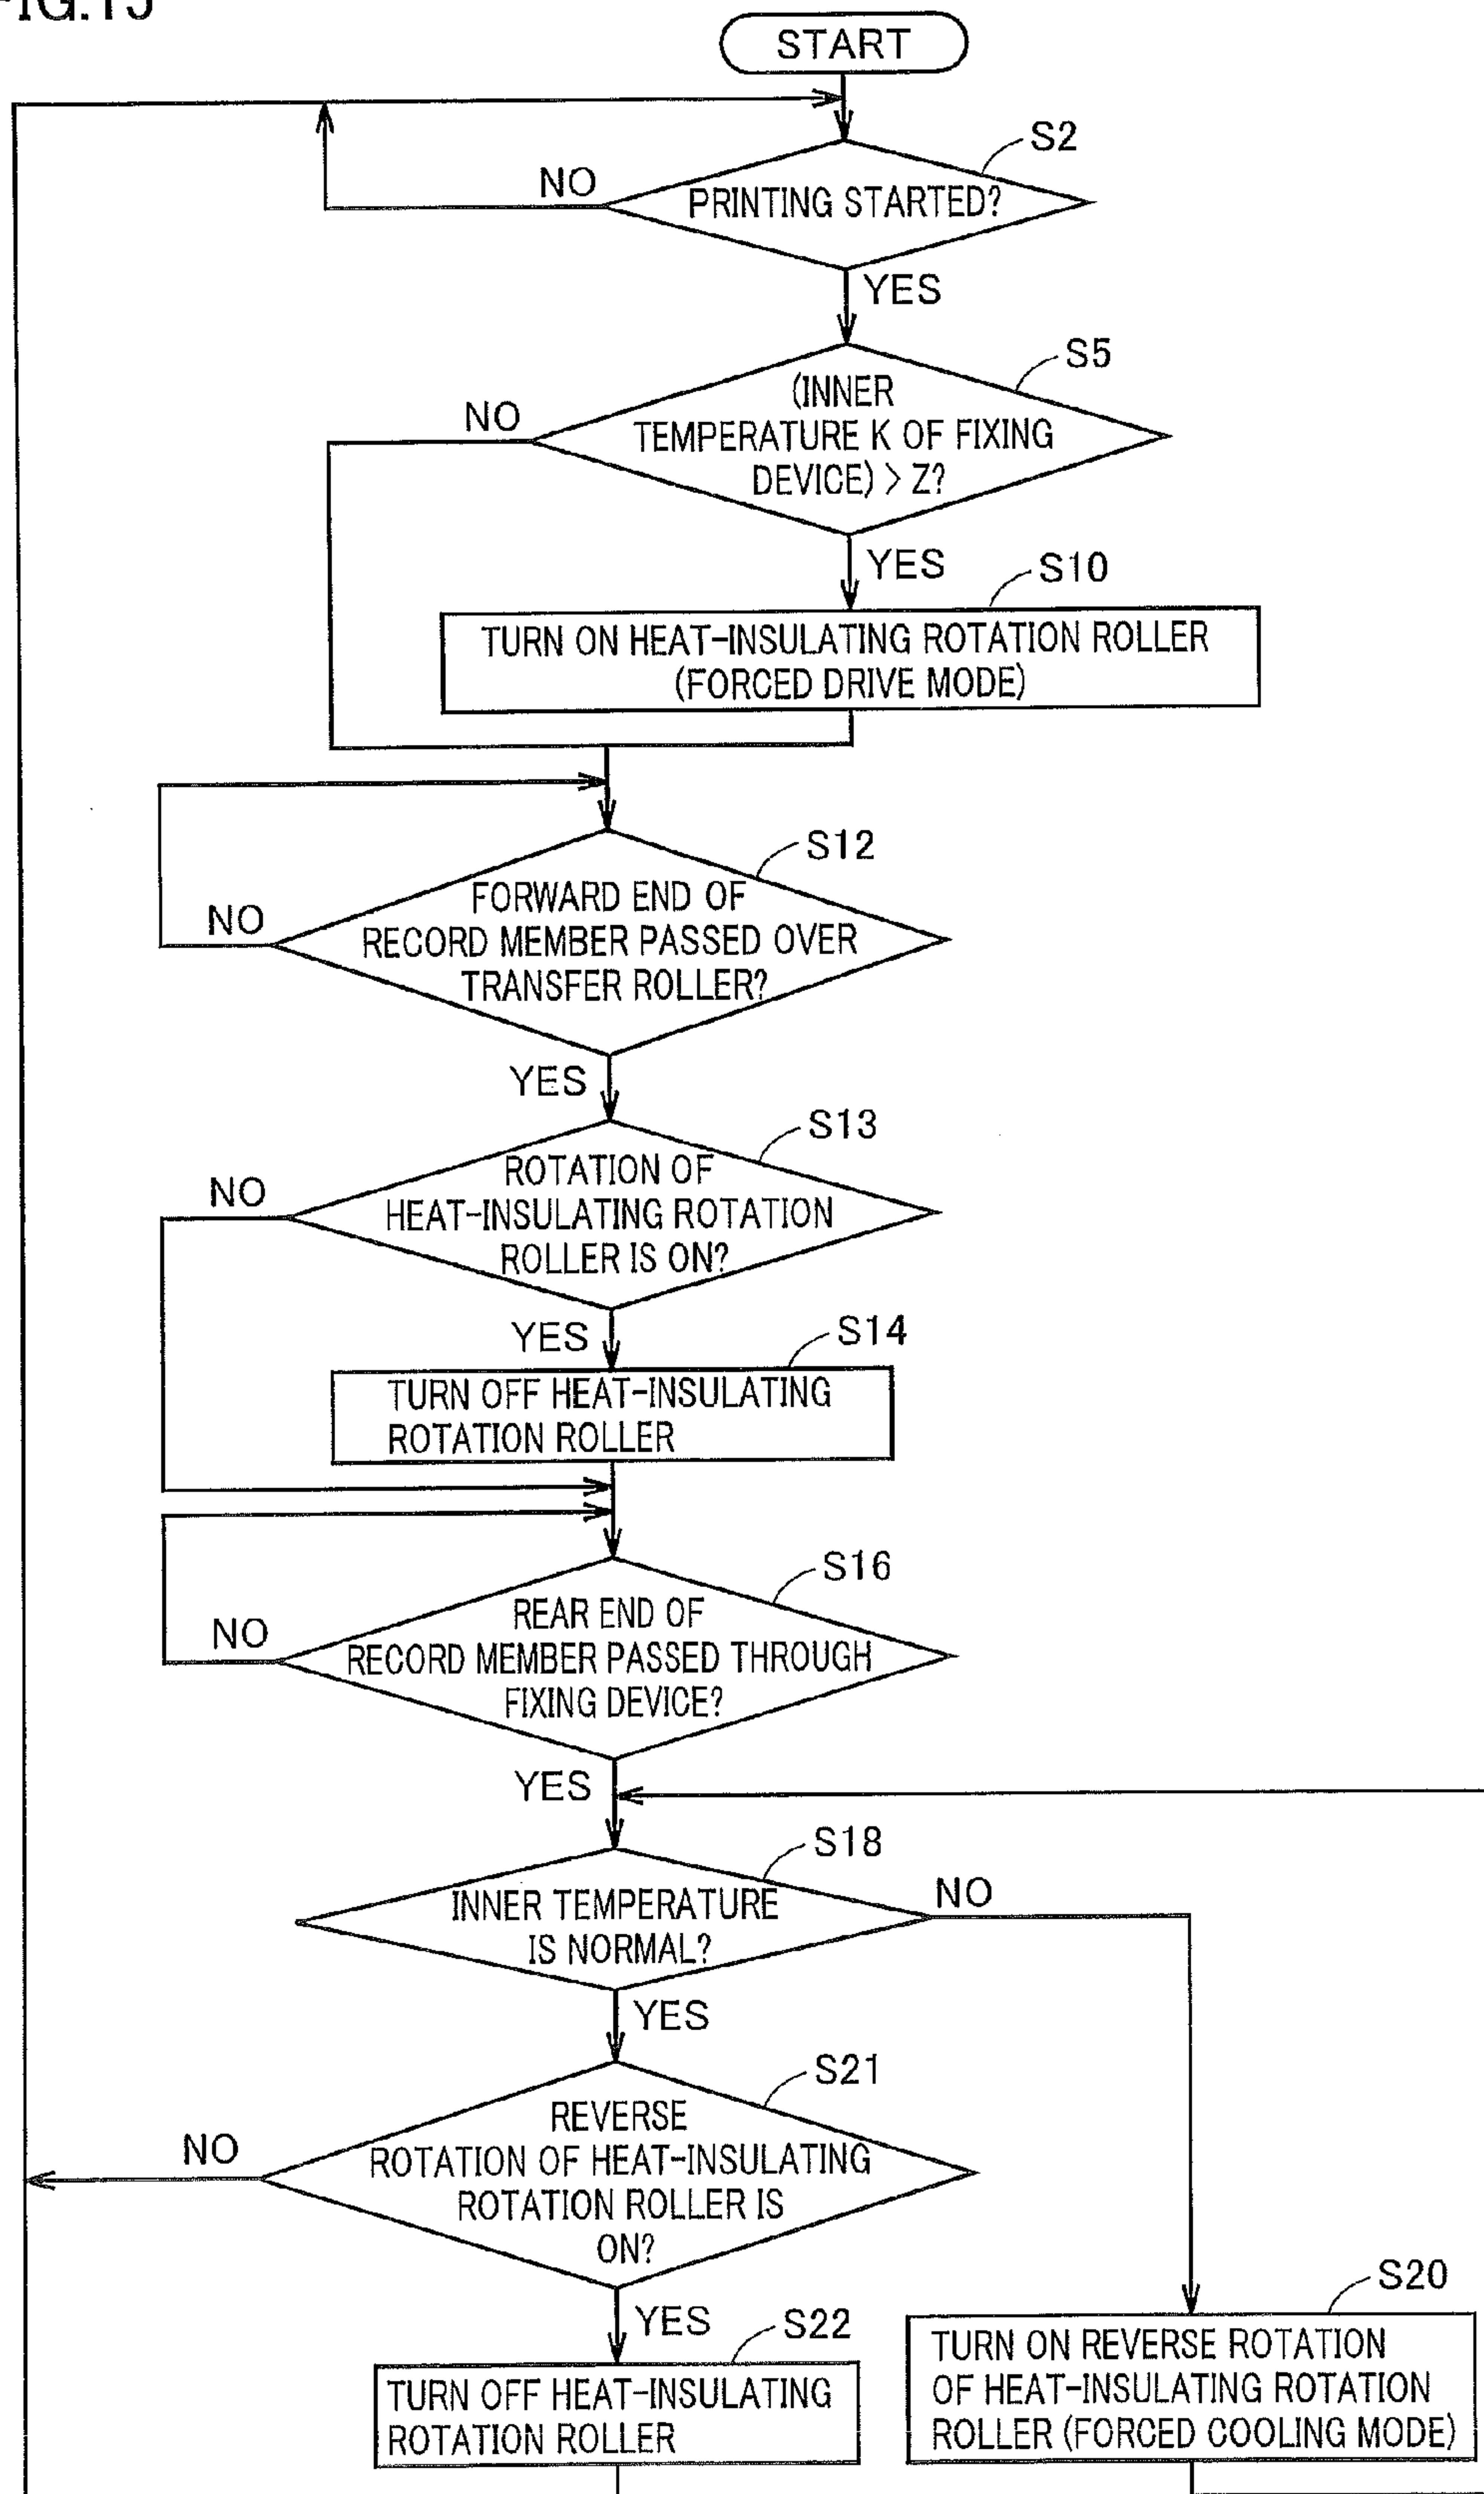 FIG.15
START
S2
NO
PRINTING STARTED?
YES
S5
NO
(INNER
TEMPERATURE K OF FIXING
DEVICE) > Z?
YES
S10
TURN ON HEAT-INSULATING ROTATION ROLLER
(FORCED DRIVE MODE)
S12
NO
FORWARD END OF
RECORD MEMBER PASSED OVER
TRANSFER ROLLER?
YES
S13
NO
ROTATION OF
HEAT-INSULATING ROTATION
ROLLER IS ON?
YES
S14
TURN OFF HEAT-INSULATING
ROTATION ROLLER
S16
NO
REAR END OF
RECORD MEMBER PASSED THROUGH
FIXING DEVICE?
YES
S18
NO
INNER TEMPERATURE
IS NORMAL?
YES
S21
NO
REVERSE
ROTATION OF HEAT-INSULATING
ROTATION ROLLER IS
ON?
YES
S22
TURN OFF HEAT-INSULATING
ROTATION ROLLER
S20
TURN ON REVERSE ROTATION
OF HEAT-INSULATING ROTATION
ROLLER (FORCED COOLING MODE)